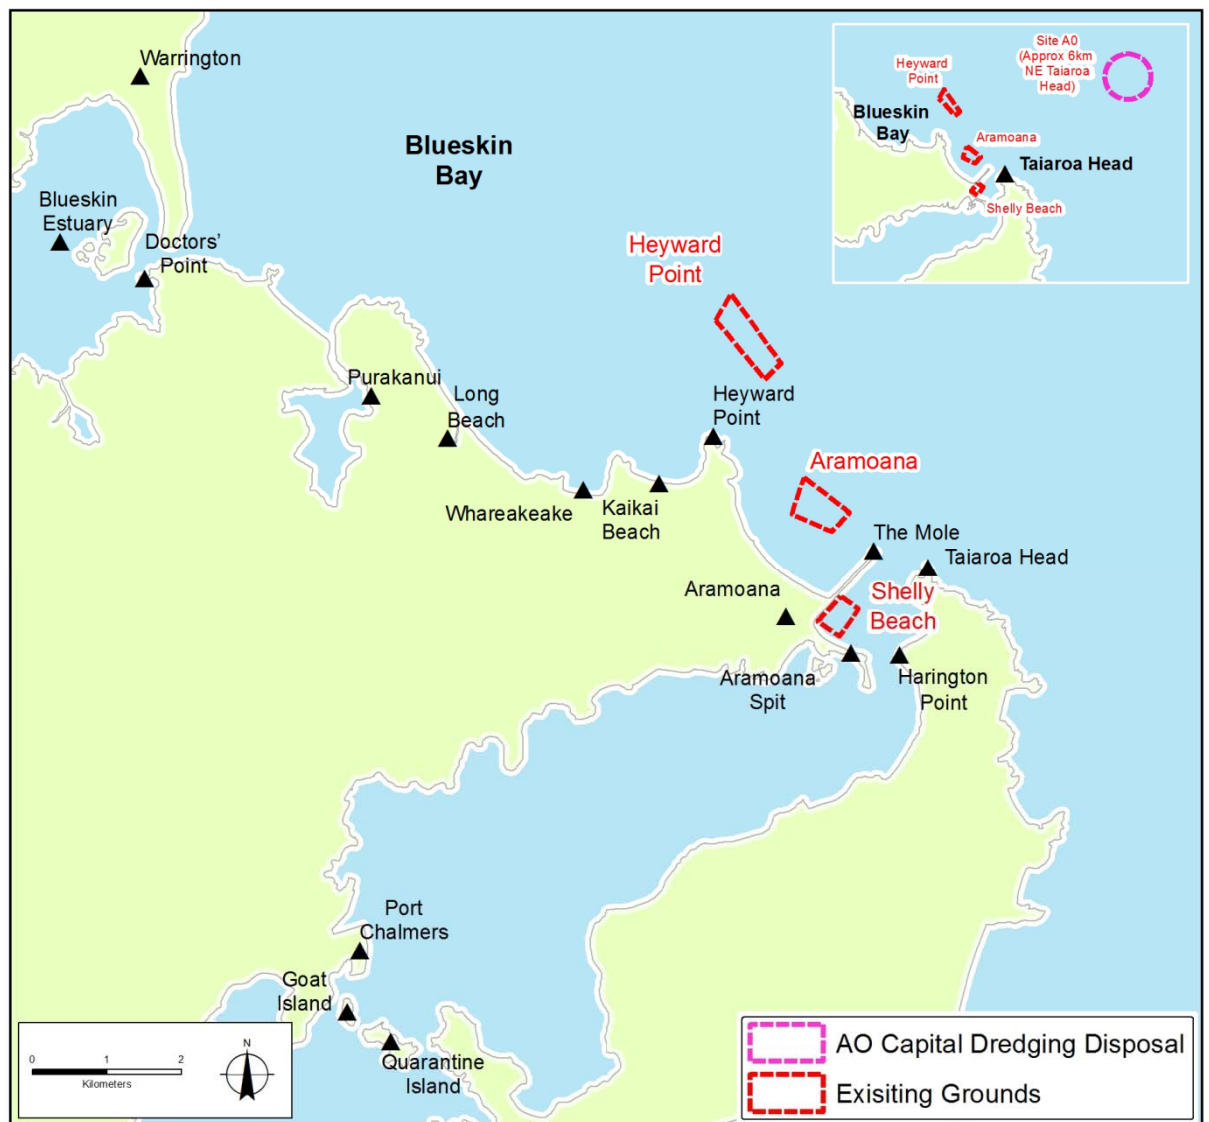 Warrington
Blueskin
Bay
Blueskin
Estuary
Doctors'
Point
Heyward
Point
Site A0
(Approx 6km
NE Taiaroa
Head)
Heyward
Point
Blueskin
Bay
Aramoana
Taiaroa Head
Shelly Beach
Purakanui
Long
Beach
Heyward
Point
Aramoana
Whareakeake
Kaikai
Beach
The Mole
Taiaroa Head
Aramoana
Shelly
Beach
Aramoana
Spit
Harington
Point
Port
Chalmers
Goat
Island
Quarantine
Island
0 1 2
Kilometers
N
AO Capital Dredging Disposal
Exisiting Grounds